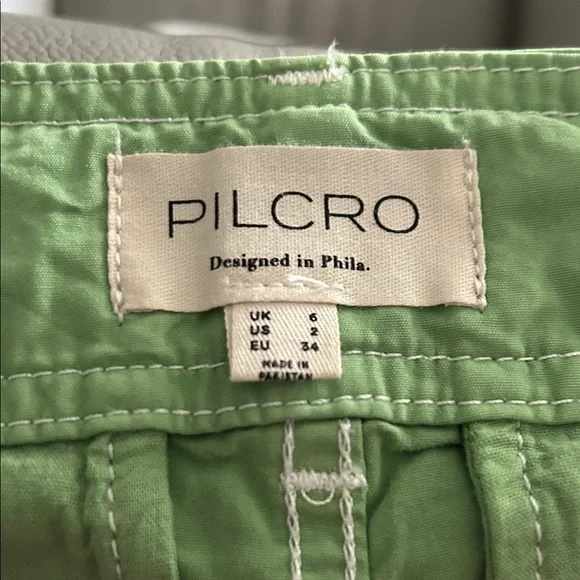 PILCRO
Designed in Phila.
UK 6
US 2
EU 34
MADE IN
PAKISTAN